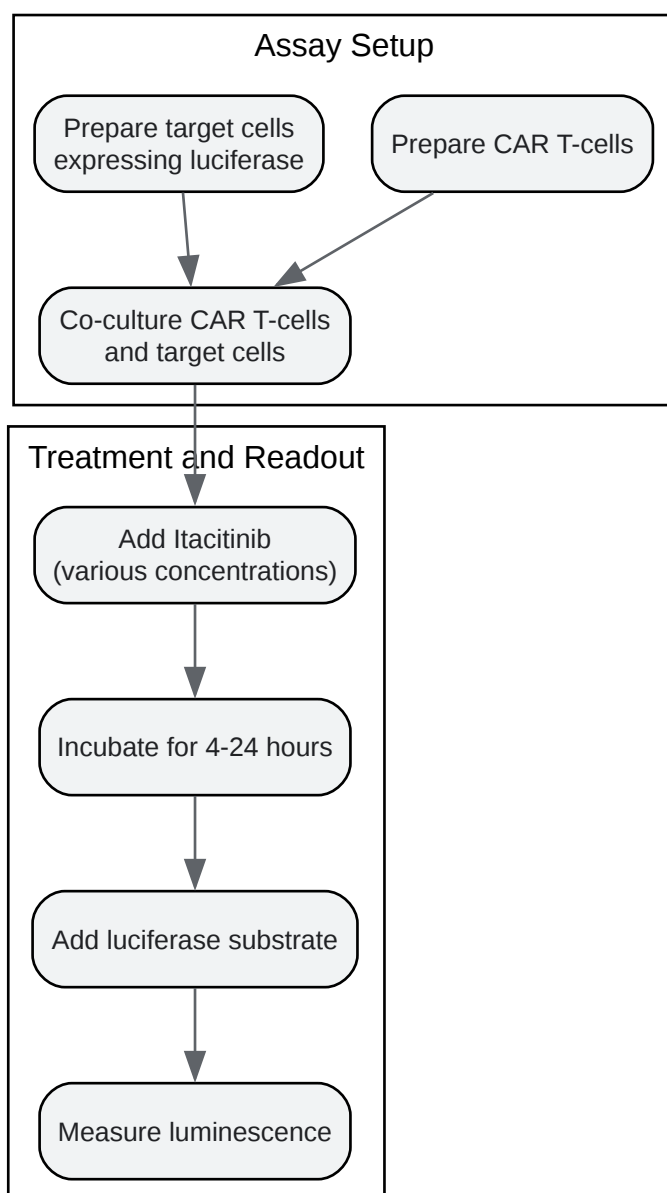 Assay Setup
Prepare target cells
expressing luciferase
Prepare CAR T-cells
Co-culture CAR T-cells
and target cells
Treatment and Readout
Add Itacitinib
(various concentrations)
Incubate for 4-24 hours
Add luciferase substrate
Measure luminescence